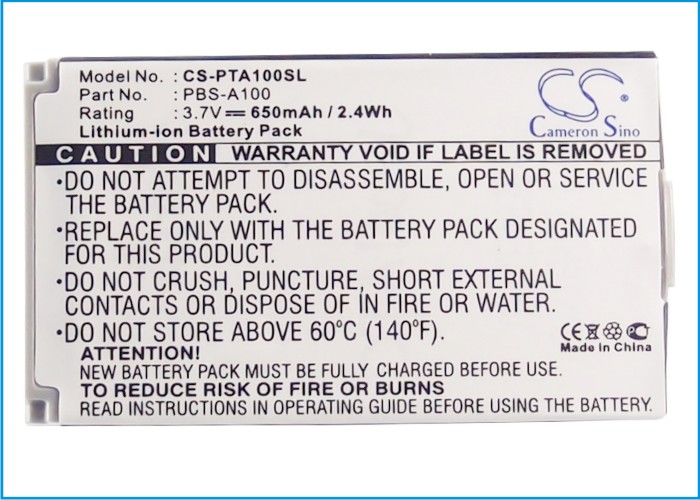 Model No. : CS-PTA100SL
Part No. : PBS-A100
Rating : 3.7V 650mAh / 2.4Wh
Lithium-ion Battery Pack
CS
Cameron Sino
CAUTION WARRANTY VOID IF LABEL IS REMOVED
•DO NOT ATTEMPT TO DISASSEMBLE, OPEN OR SERVICE
THE BATTERY PACK.
•REPLACE ONLY WITH THE BATTERY PACK DESIGNATED
FOR THIS PRODUCT.
•DO NOT CRUSH, PUNCTURE, SHORT EXTERNAL
CONTACTS OR DISPOSE OF IN FIRE OR WATER.
•DO NOT STORE ABOVE 60°C (140°F).
CE
Made in China
ATTENTION!
NEW BATTERY PACK MUST BE FULLY CHARGED BEFORE USE
TO REDUCE RISK OF FIRE OR BURNS
READ INSTRUCTIONS IN OPERATING GUIDE BEFORE USING THE BATTERY.